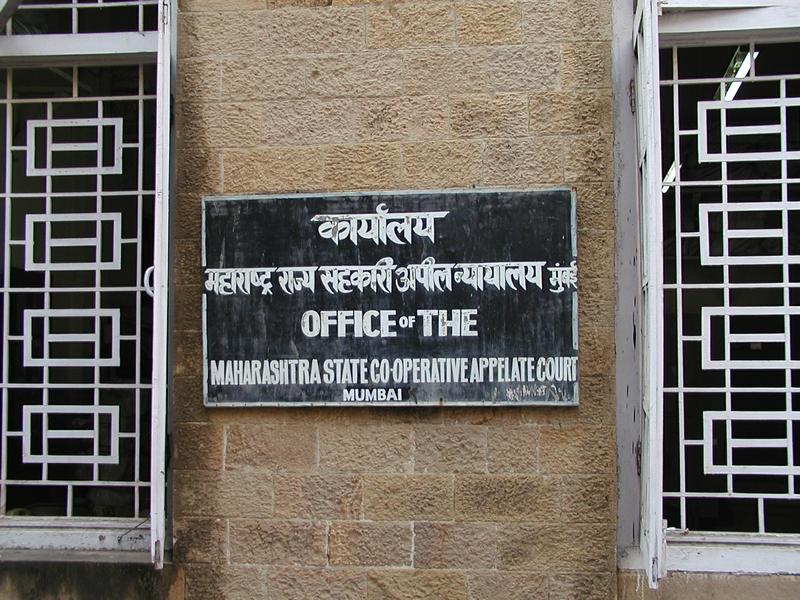 कार्यालय
महाराष्ट्र राज्य सहकारी अपील न्यायालय मुंबई
OFFICE OF THE
MAHARASHTRA STATE CO-OPERATIVE APPELATE COURT
MUMBAI